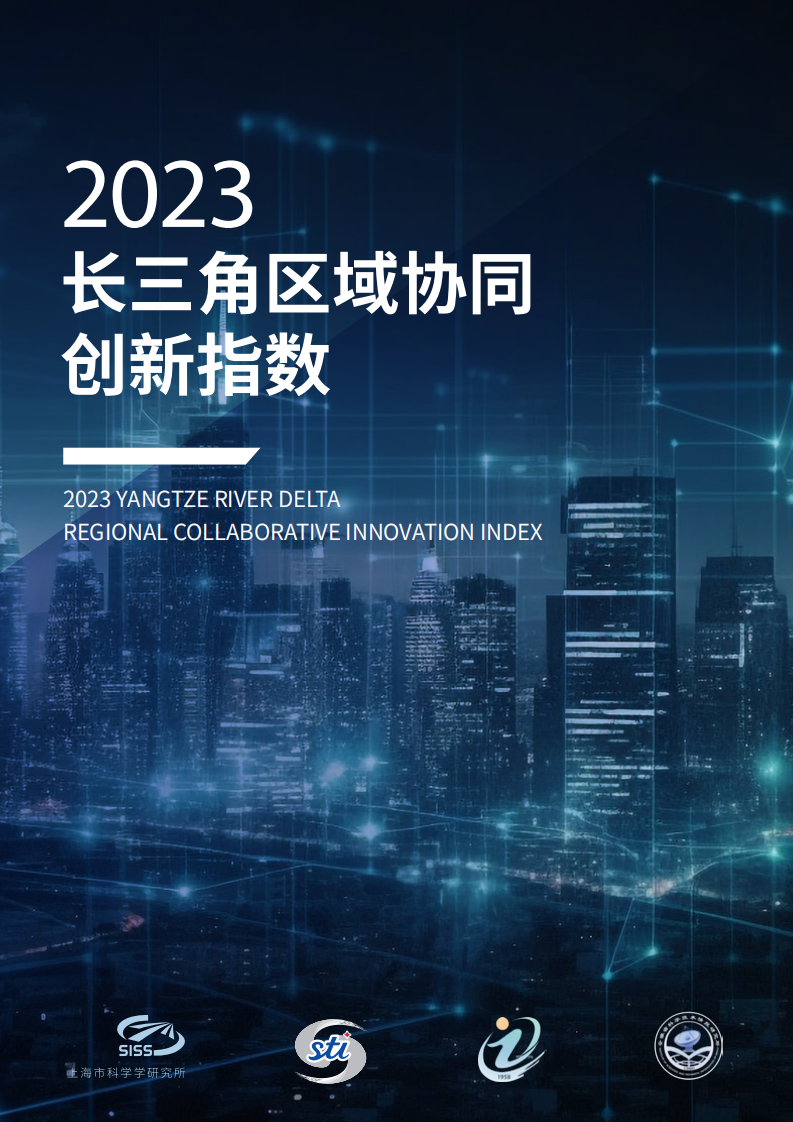 2023
长三角区域协同
创新指数
2023 YANGTZE RIVER DELTA
REGIONAL COLLABORATIVE INNOVATION INDEX
SISS
上海市科学学研究所
sti
1958